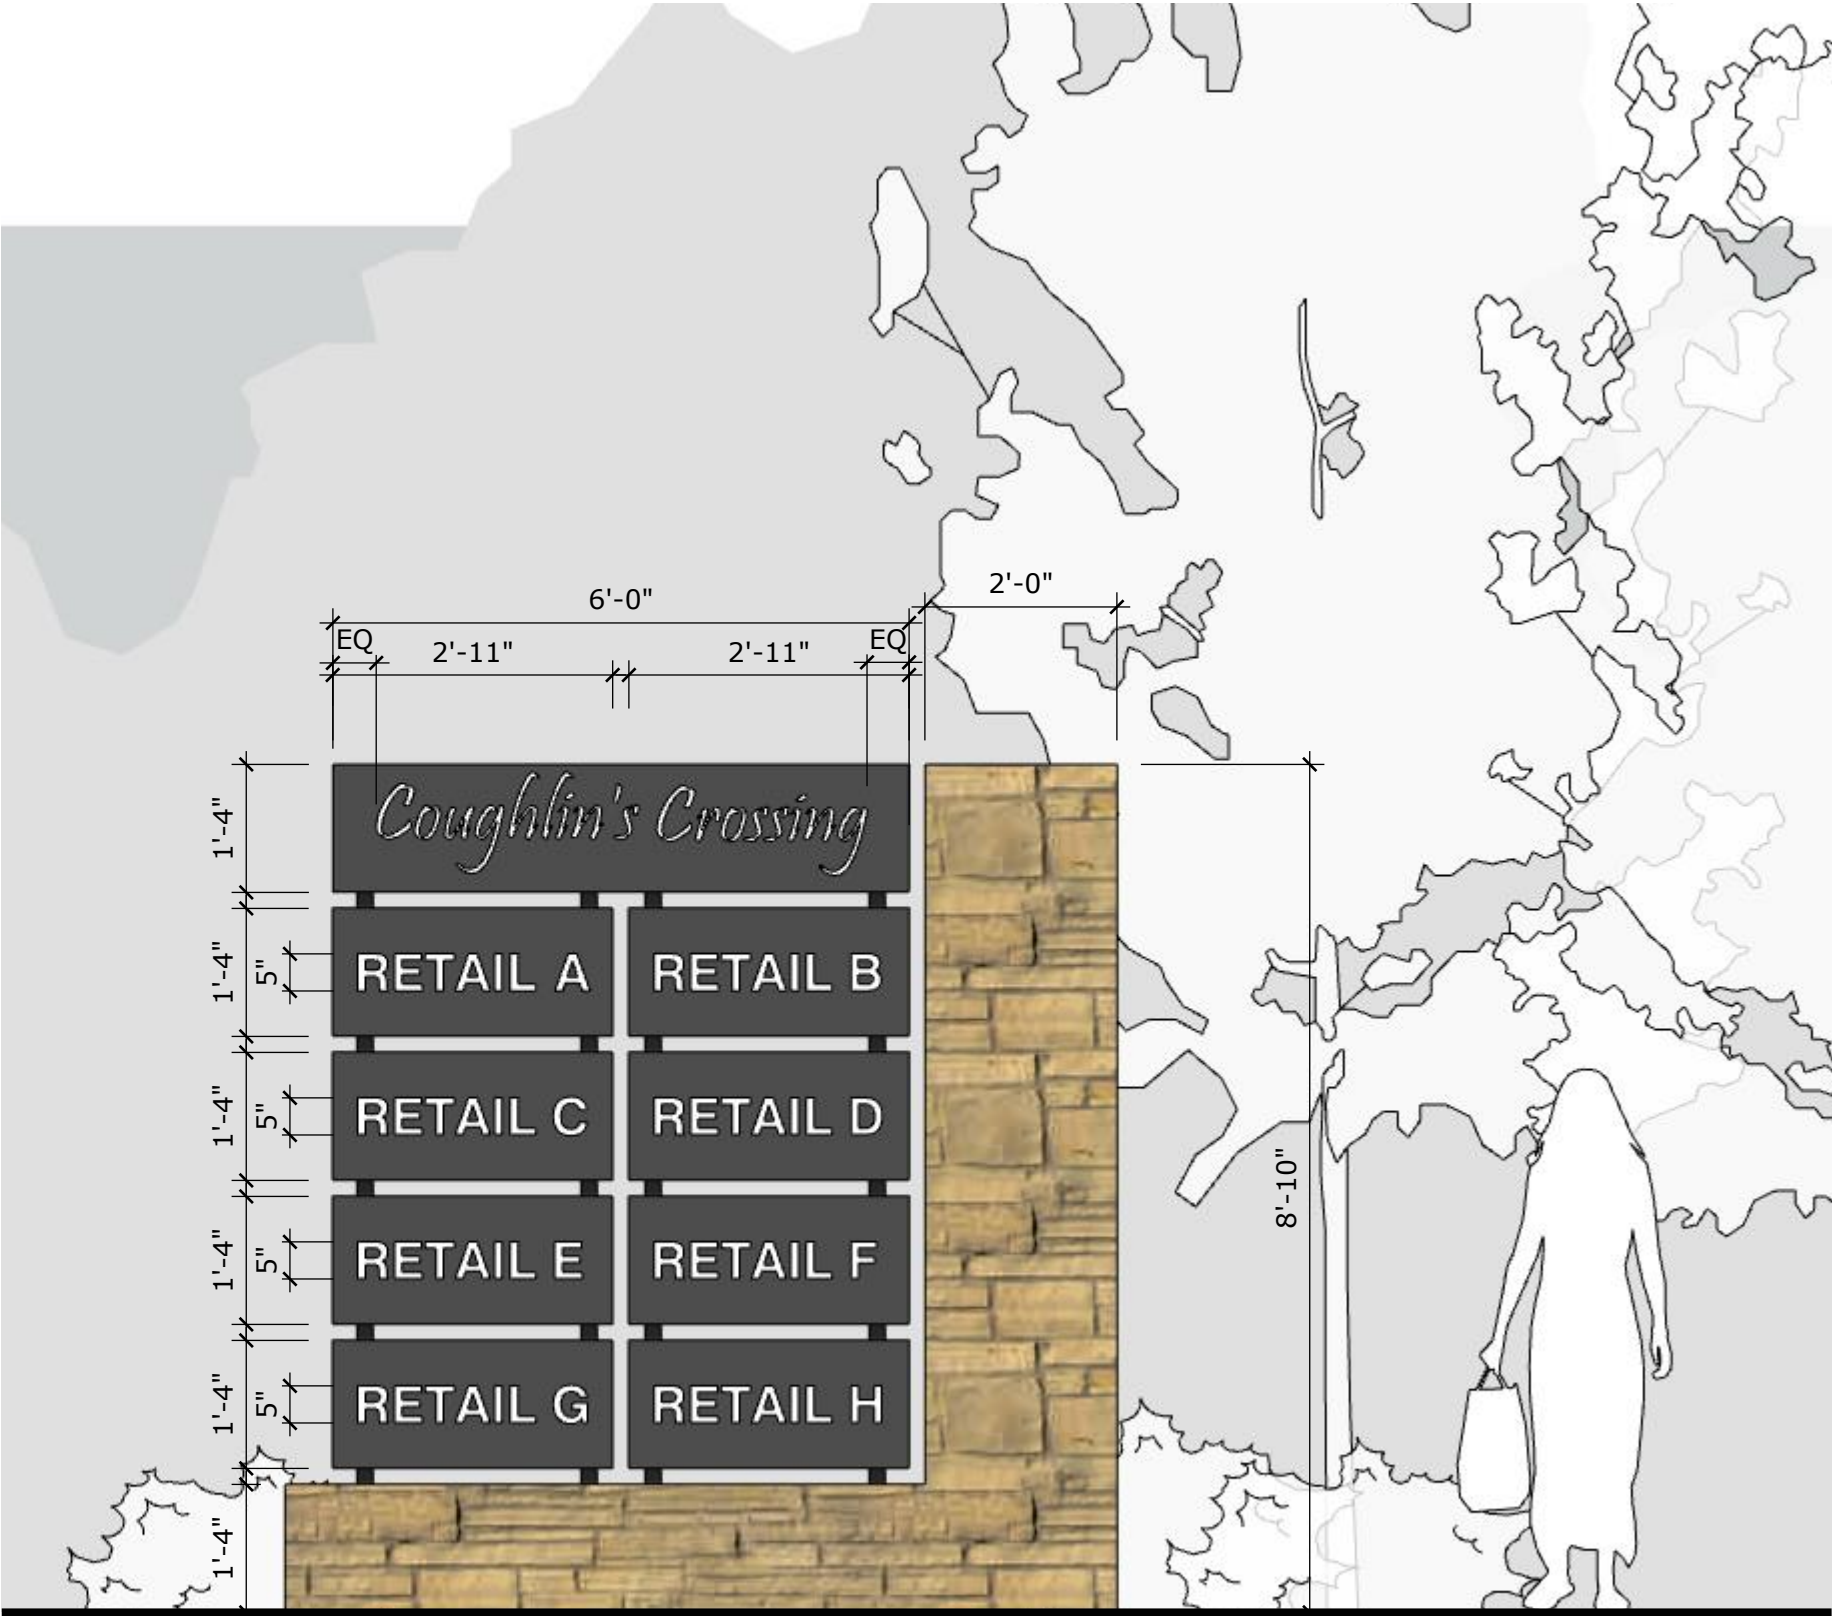 6'-0"
2'-0"
EQ
EQ
2'-11"
2'-11"
1'-4"
Coughlin's Crossing
1'-4"
5"
RETAIL A
RETAIL B
1'-4"
5"
RETAIL C
RETAIL D
8'-10"
1'-4"
5"
RETAIL E
RETAIL F
1'-4"
5"
RETAIL G
RETAIL H
1'-4"